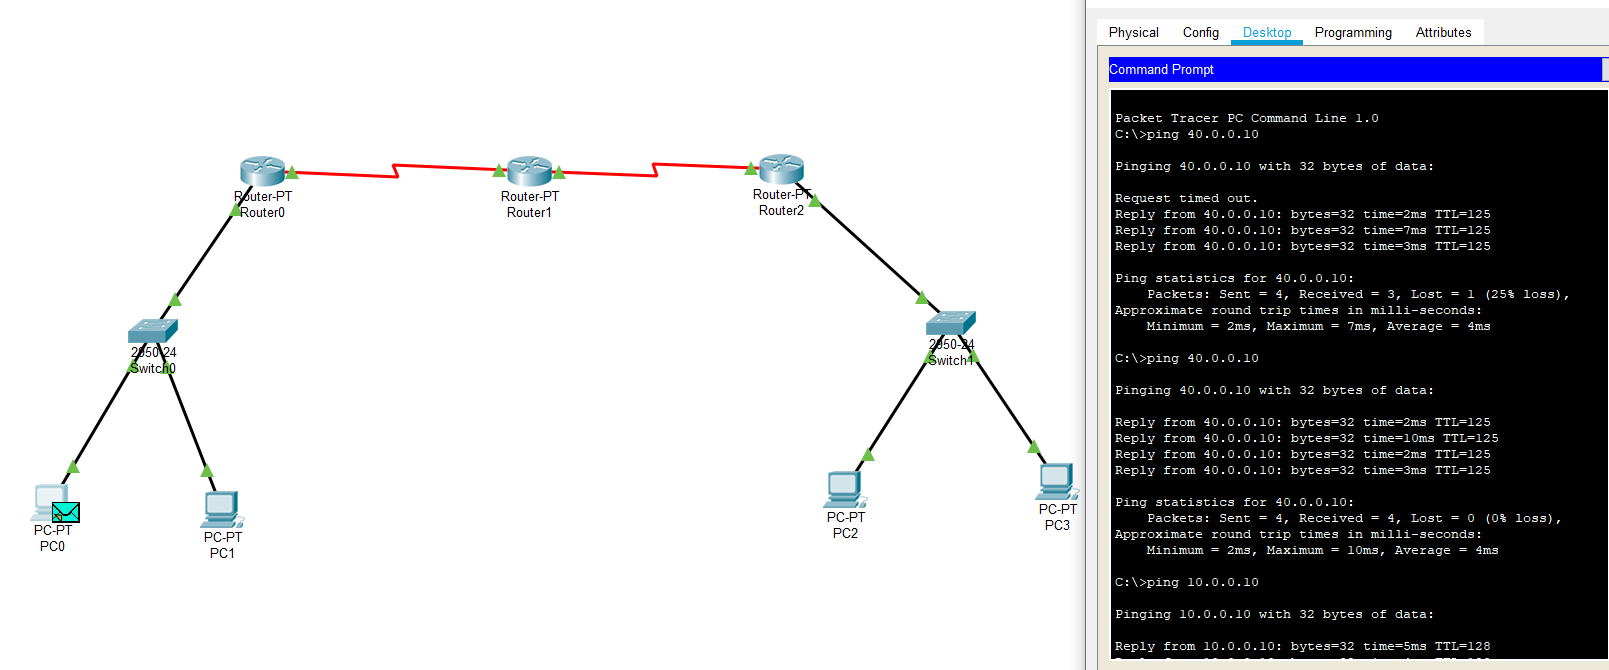 Physical Config Desktop Programming Attributes
Command Prompt
Packet Tracer PC Command Line 1.0
C:\>ping 40.0.0.10
Pinging 40.0.0.10 with 32 bytes of data:
Request timed out.
Reply from 40.0.0.10: bytes=32 time=2ms TTL=125
Reply from 40.0.0.10: bytes=32 time=7ms TTL=125
Reply from 40.0.0.10: bytes=32 time=3ms TTL=125
Ping statistics for 40.0.0.10:
Packets: Sent = 4, Received = 3, Lost = 1 (25% loss),
Approximate round trip times in milli-seconds:
Minimum = 2ms, Maximum = 7ms, Average = 4ms
C:\>ping 40.0.0.10
Pinging 40.0.0.10 with 32 bytes of data:
Reply from 40.0.0.10: bytes=32 time=2ms TTL=125
Reply from 40.0.0.10: bytes=32 time=10ms TTL=125
Reply from 40.0.0.10: bytes=32 time=2ms TTL=125
Reply from 40.0.0.10: bytes=32 time=3ms TTL=125
Ping statistics for 40.0.0.10:
Packets: Sent = 4, Received = 4, Lost = 0 (0% loss),
Approximate round trip times in milli-seconds:
Minimum = 2ms, Maximum = 10ms, Average = 4ms
C:\>ping 10.0.0.10
Pinging 10.0.0.10 with 32 bytes of data:
Reply from 10.0.0.10: bytes=32 time=5ms TTL=128
Router-PT
Router0
Router-PT
Router1
Router-PT
Router2
2950-24
Switch0
2950-24
Switch1
PC-PT
PC0
PC-PT
PC1
PC-PT
PC2
PC-PT
PC3